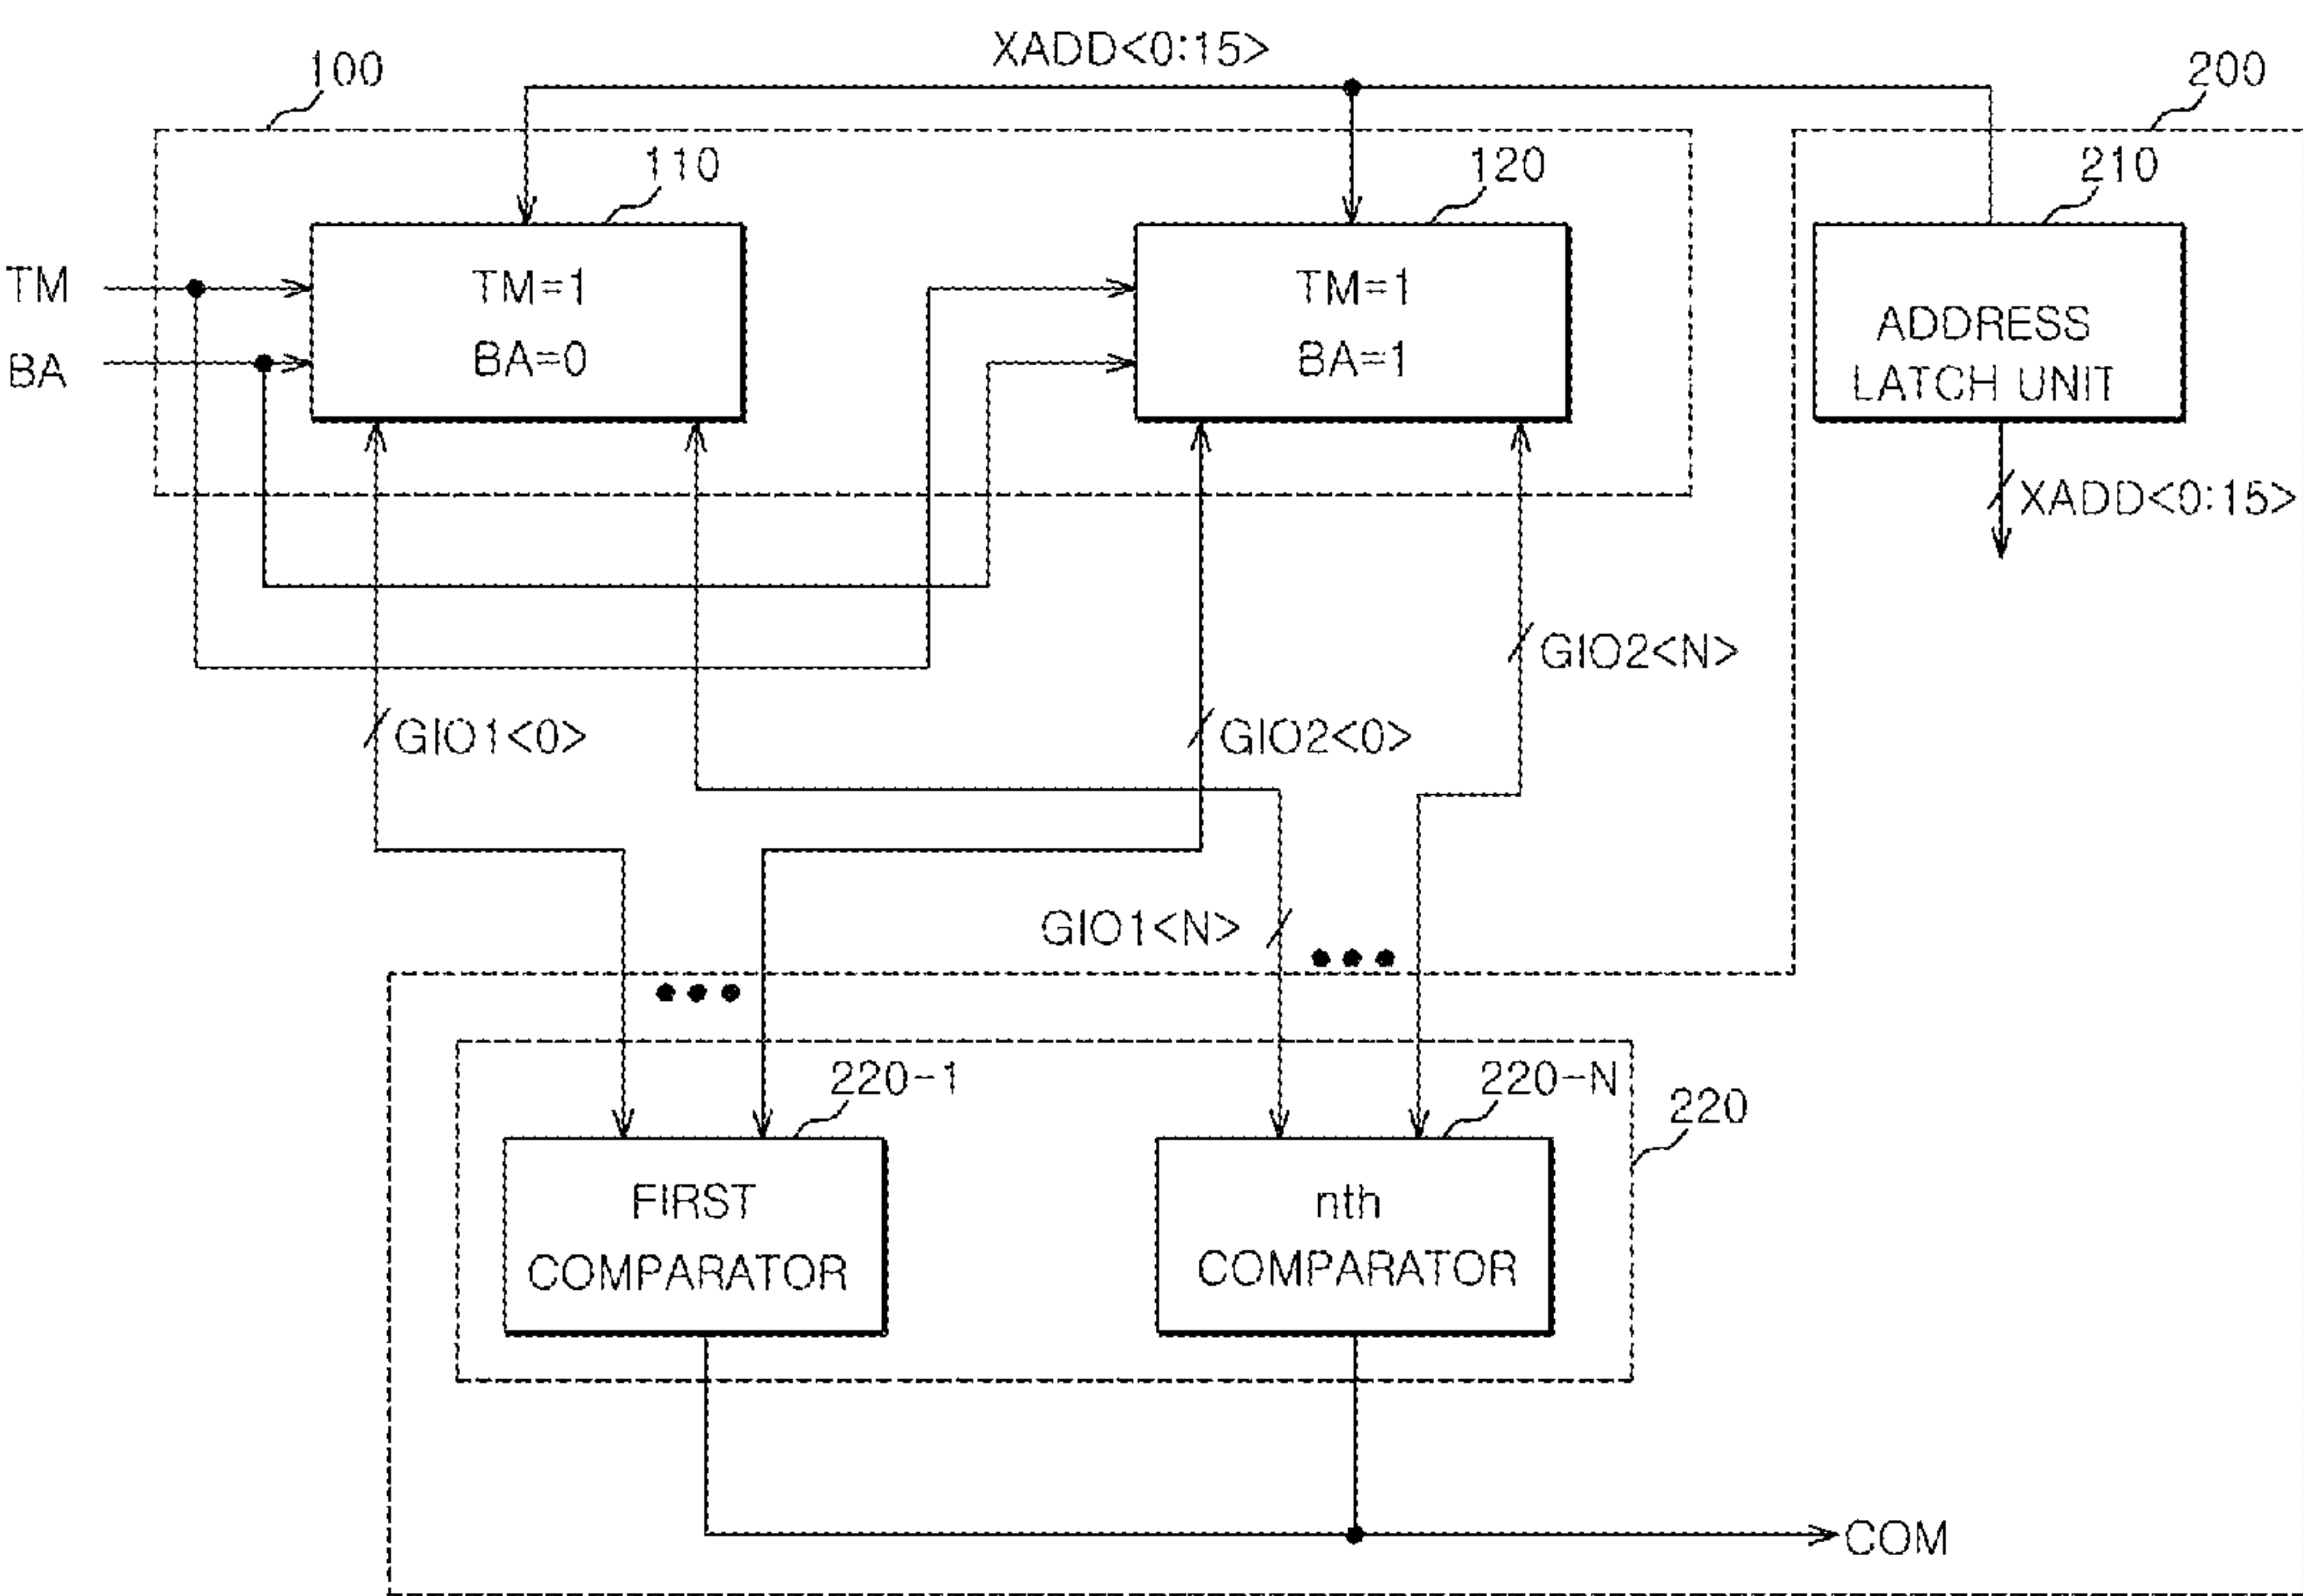 XADD<0:15>
100
200
110
120
210
TM
TM=1
TM=1
ADDRESS
BA
BA=0
BA=1
LATCH UNIT
XADD<0:15>
GIO2<N>
GIO1<0>
GIO2<0>
GIO1<N>
220-1
220-N
220
FIRST
COMPARATOR
nth
COMPARATOR
COM